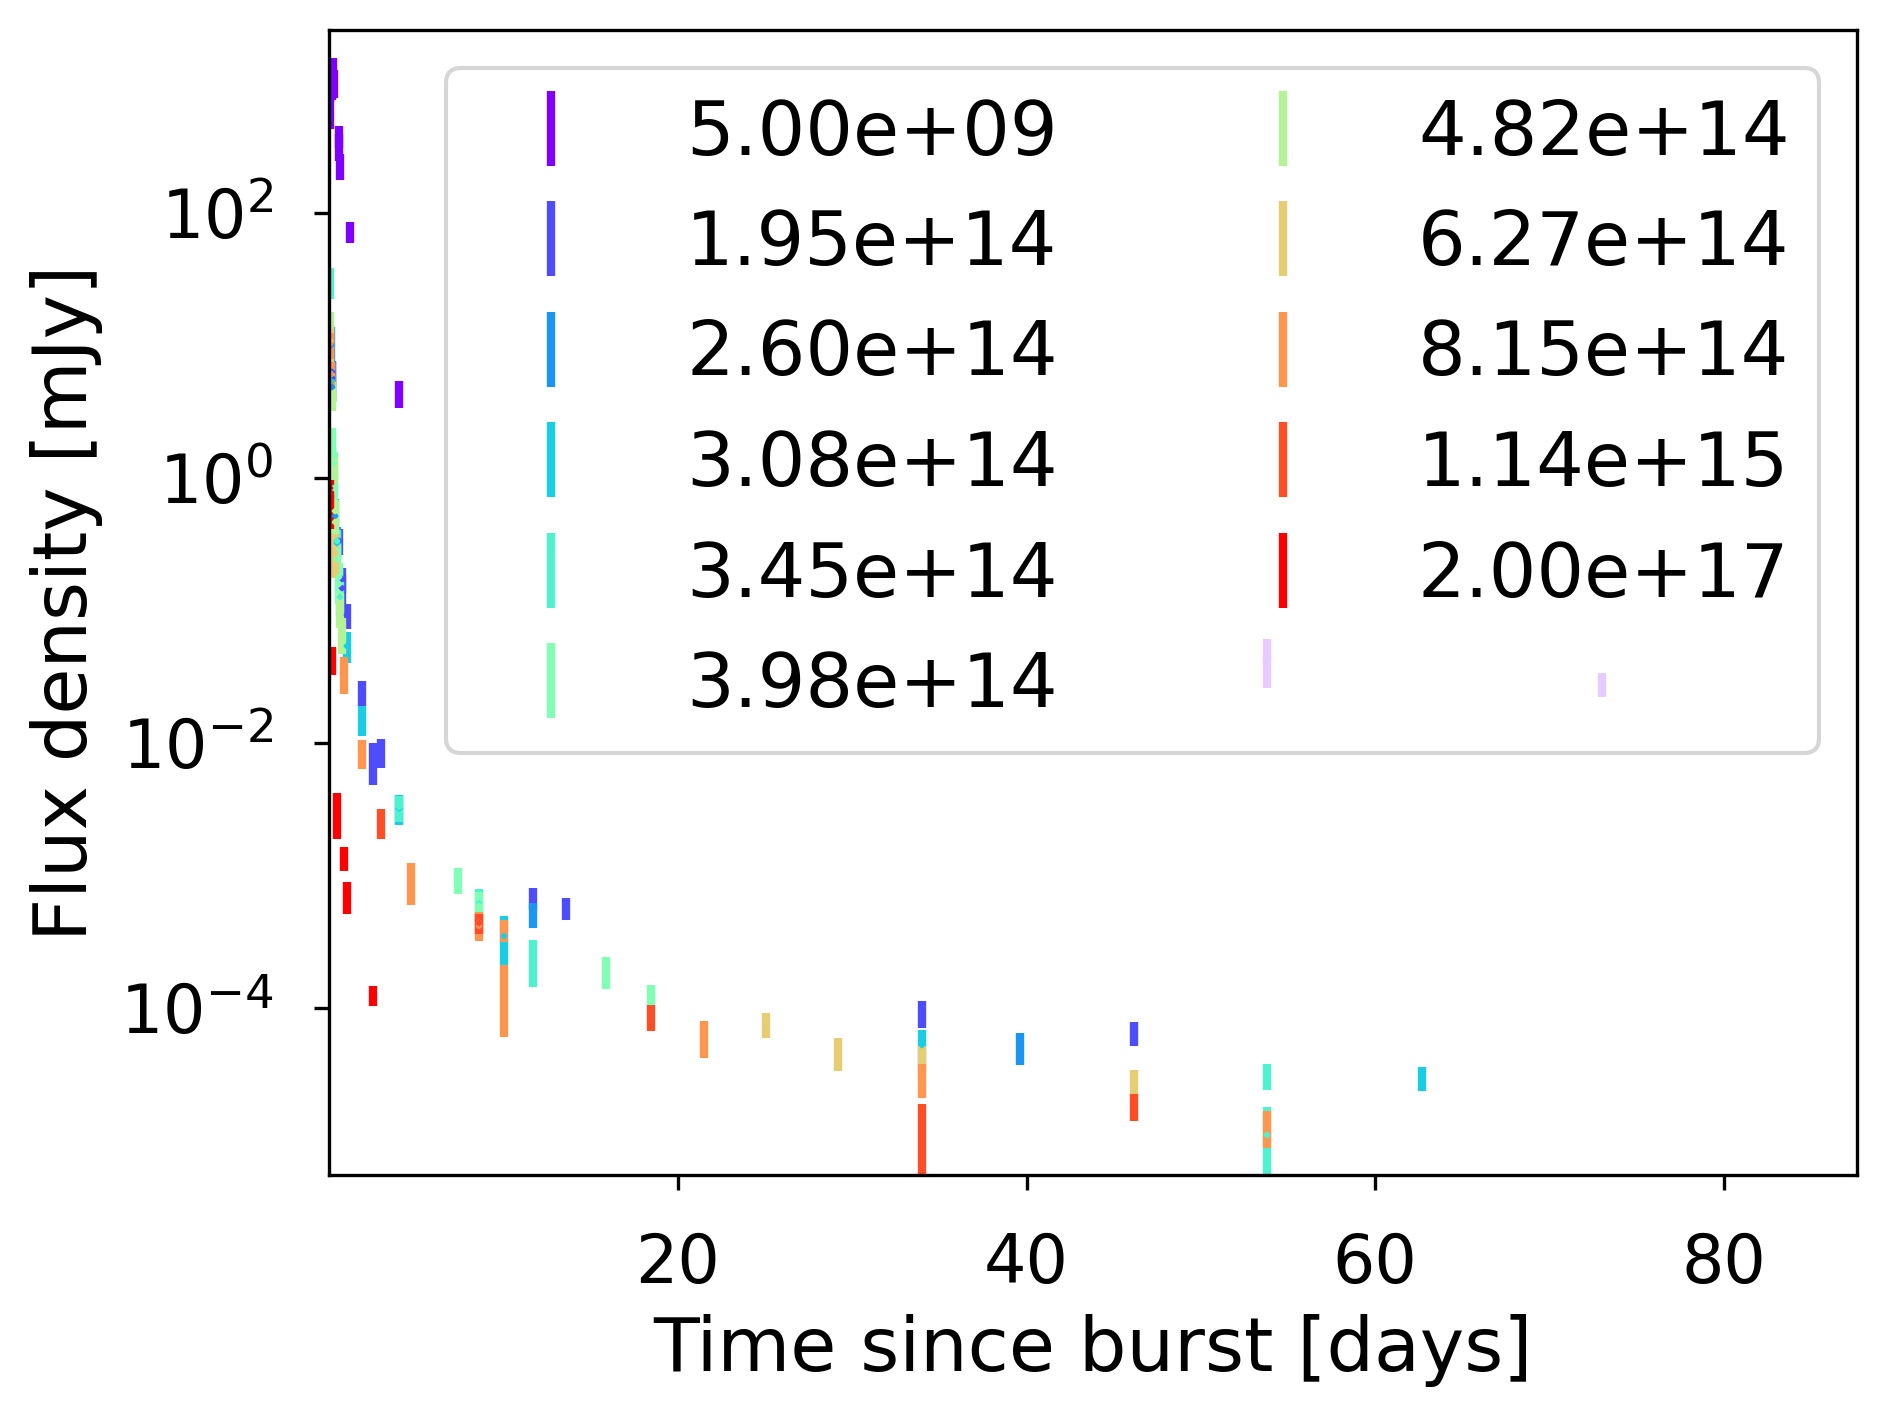 Flux density [mJy]
10²
10⁰
10⁻²
10⁻⁴
5.00e+09
1.95e+14
2.60e+14
3.08e+14
3.45e+14
3.98e+14
4.82e+14
6.27e+14
8.15e+14
1.14e+15
2.00e+17
20 40 60 80
Time since burst [days]